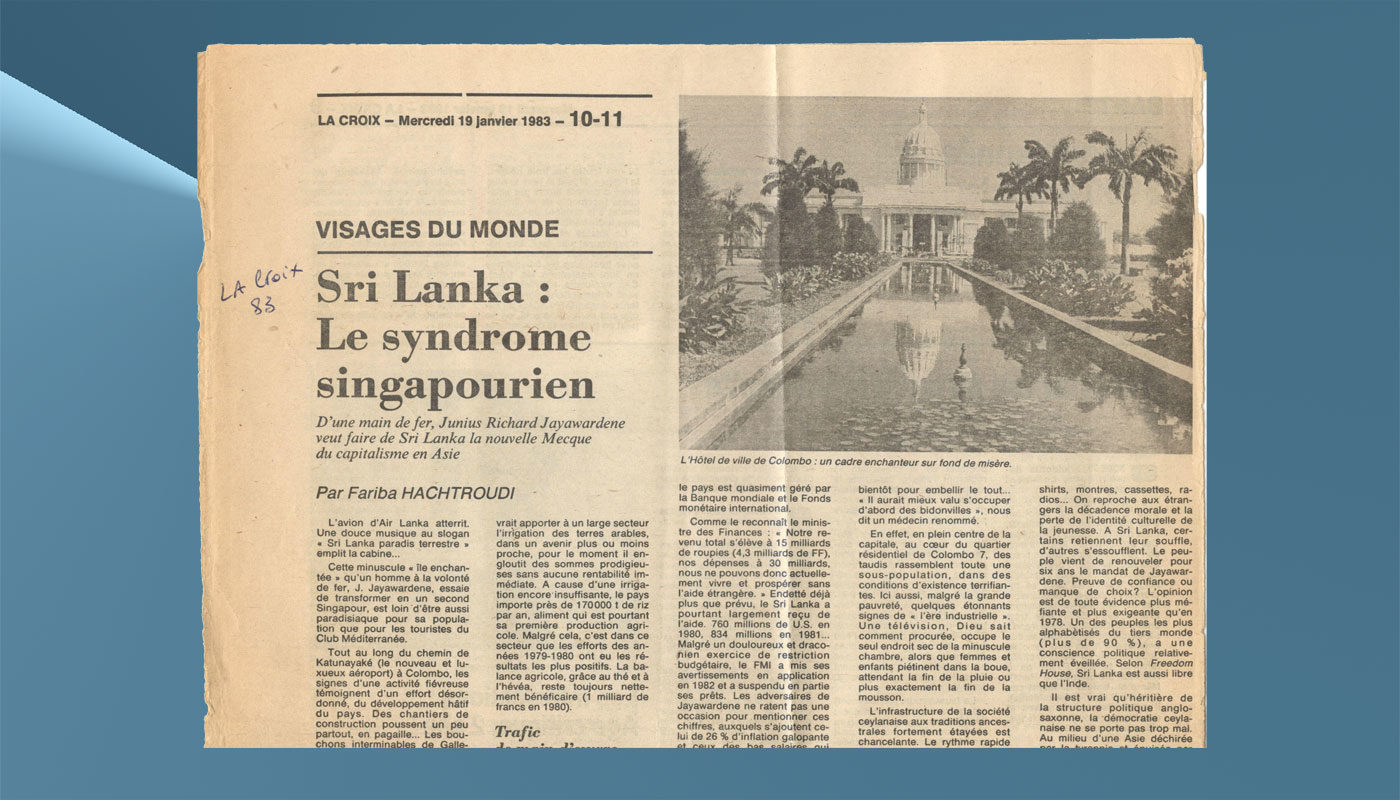 LA CROIX – Mercredi 19 janvier 1983 – 10-11
VISAGES DU MONDE
LA Croix
83
Sri Lanka :
Le syndrome
singapourien
D'une main de fer, Junius Richard Jayawardene
veut faire de Sri Lanka la nouvelle Mecque
du capitalisme en Asie
Par Fariba HACHTROUDI
L'Hôtel de ville de Colombo : un cadre enchanteur sur fond de misère.
L'avion d'Air Lanka atterrit.
Une douce musique au slogan
« Sri Lanka paradis terrestre »
emplit la cabine...
Cette minuscule « île enchan-
tée » qu'un homme à la volonté
de fer, J. Jayawardene, essaie
de transformer en un second
Singapour, est loin d'être aussi
paradisiaque pour sa popula-
tion que pour les touristes du
Club Méditerranée.
Tout au long du chemin de
Katunayaké (le nouveau et lu-
xueux aéroport) à Colombo, les
signes d'une activité fiévreuse
témoignent d'un effort désor-
donné, du développement hâtif
du pays. Des chantiers de
construction poussent un peu
partout, en pagaille... Les bou-
chons interminables de Galle-
vrait apporter à un large secteur
l'irrigation des terres arables,
dans un avenir plus ou moins
proche, pour le moment il en-
gloutit des sommes prodigieu-
ses sans aucune rentabilité im-
médiate. A cause d'une irriga-
tion encore insuffisante, le pays
importe près de 170000 t de riz
par an, aliment qui est pourtant
sa première production agri-
cole. Malgré cela, c'est dans ce
secteur que les efforts des an-
nées 1979-1980 ont eu les ré-
sultats les plus positifs. La ba-
lance agricole, grâce au thé et à
l'hévéa, reste toujours nette-
ment bénéficaire (1 milliard de
francs en 1980).
Trafic
de main-d'œuvre
le pays est quasiment géré par
la Banque mondiale et le Fonds
monétaire international.
Comme le reconnaît le minis-
tre des Finances : « Notre re-
venu total s'élève à 15 milliards
de roupies (4,3 milliards de FF),
nos dépenses à 30 milliards,
nous ne pouvons donc actuelle-
ment vivre et prospérer sans
l'aide étrangère. » Endetté déjà
plus que prévu, le Sri Lanka a
pourtant largement reçu de
l'aide. 760 millions de U.S. en
1980, 834 millions en 1981...
Malgré un douloureux et draco-
nien exercice de restriction
budgétaire, le FMI a mis ses
avertissements en application
en 1982 et a suspendu en partie
ses prêts. Les adversaires de
Jayawardene ne ratent pas une
occasion pour mentionner ces
chiffres, auxquels s'ajoutent ce-
lui de 26 % d'inflation galopante
et ceux des bas salaires qui
bientôt pour embellir le tout...
« Il aurait mieux valu s'occuper
d'abord des bidonvilles », nous
dit un médecin renommé.
En effet, en plein centre de la
capitale, au cœur du quartier
résidentiel de Colombo 7, des
taudis rassemblent toute une
sous-population, dans des
conditions d'existence terrifian-
tes. Ici aussi, malgré la grande
pauvreté, quelques étonnants
signes de « l'ère industrielle ».
Une télévision, Dieu sait
comment procurée, occupe le
seul endroit sec de la minuscule
chambre, alors que femmes et
enfants piétinent dans la boue,
attendant la fin de la pluie ou
plus exactement la fin de la
mousson.
L'infrastructure de la société
ceylanaise aux traditions ances-
trales fortement étayées est
chancelante. Le rythme rapide
shirts, montres, cassettes, ra-
dios... On reproche aux étran-
gers la décadence morale et la
perte de l'identité culturelle de
la jeunesse. A Sri Lanka, cer-
tains retiennent leur souffle,
d'autres s'essoufflent. Le peu-
ple vient de renouveler pour
six ans le mandat de Jayawar-
dene. Preuve de confiance ou
manque de choix? L'opinion
est de toute évidence plus mé-
fiante et plus exigeante qu'en
1978. Un des peuples les plus
alphabétisés du tiers monde
(plus de 90 %), a une
conscience politique relative-
ment éveillée. Selon Freedom
House, Sri Lanka est aussi libre
que l'Inde.
Il est vrai qu'héritière de
la structure politique anglo-
saxonne, la démocratie ceyla-
naise ne se porte pas trop mal.
Au milieu d'une Asie déchirée
par la tyrannie et